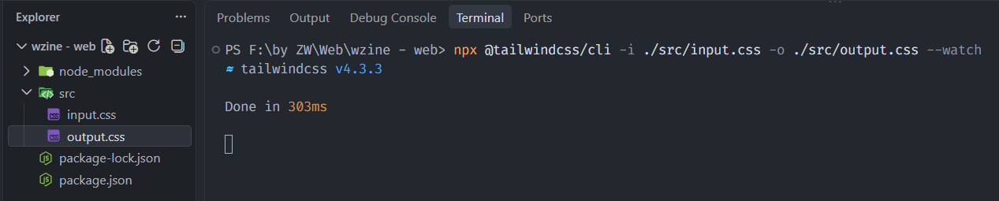 Explorer
wzine - web
node_modules
src
input.css
output.css
package-lock.json
package.json
Problems Output Debug Console Terminal Ports
PS F:\by ZW\Web\wzine - web> npx @tailwindcss/cli -i ./src/input.css -o ./src/output.css --watch
≈ tailwindcss v4.3.3
Done in 303ms